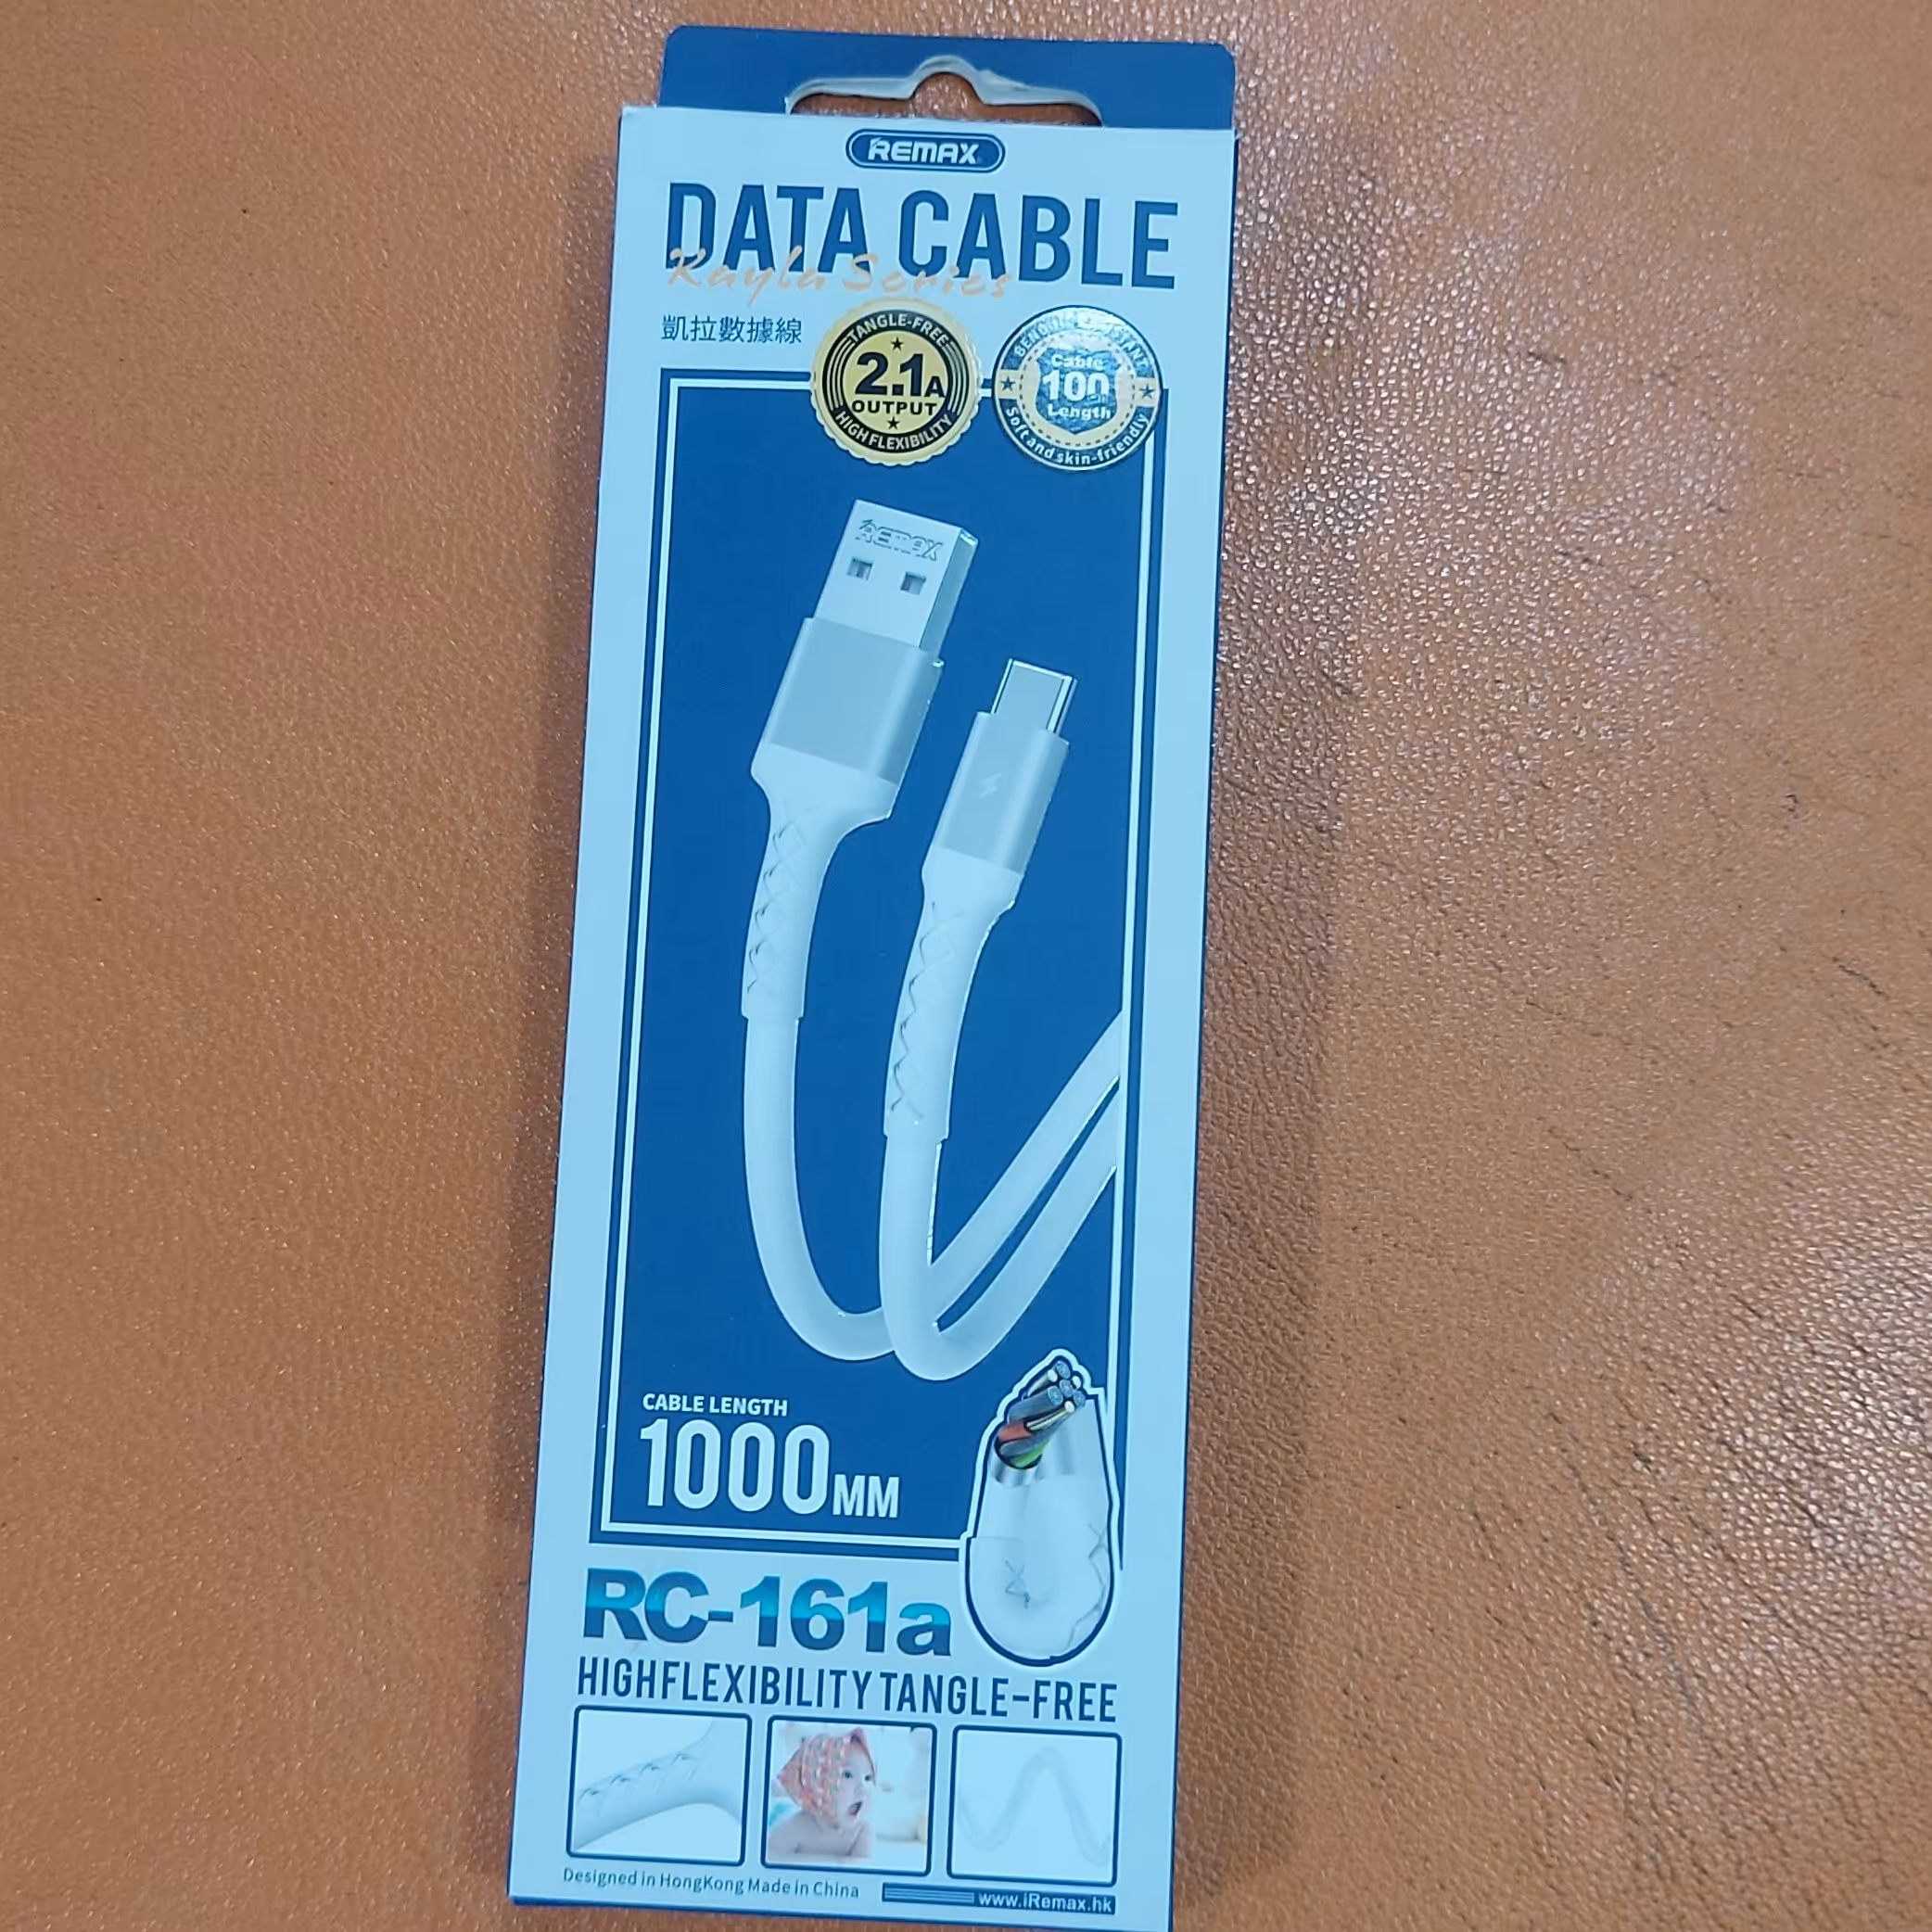 REMAX
DATA CABLE
Kayla Series
凱拉數據線
TANGLE-FREE
2.1A
OUTPUT
HIGH FLEXIBILITY
Cable
100
Length
Soft and skin-friendly
REMAX
CABLE LENGTH
1000MM
RC-161a
HIGHFLEXIBILITY TANGLE-FREE
Designed in HongKong Made in China
www.iRemax.hk